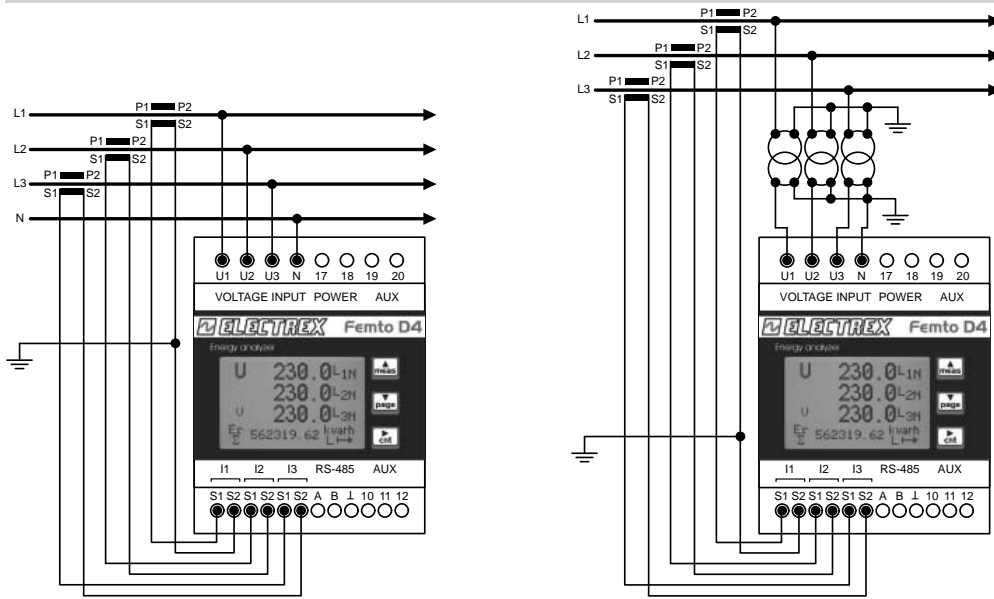 P1 P2
S1 S2
L1
P1 P2
S1 S2
L2
P1 P2
S1 S2
L3
N
U1 U2 U3 N 17 18 19 20
VOLTAGE INPUT POWER AUX
ELECTREX Femto D4
Energy analyzer
U 230.0 L1N
meas
230.0 L2N
page
U 230.0 L3N
Er Σ 562319.62 kvarh L
cnt
I1 I2 I3 RS-485 AUX
S1 S2 S1 S2 S1 S2 A B ⊥ 10 11 12
P1 P2
L1
S1 S2
P1 P2
L2
S1 S2
P1 P2
L3
S1 S2
U1 U2 U3 N 17 18 19 20
VOLTAGE INPUT POWER AUX
ELECTREX Femto D4
Energy analyzer
U 230.0 L1N
meas
230.0 L2N
page
U 230.0 L3N
Er Σ 562319.62 kvarh L
cnt
I1 I2 I3 RS-485 AUX
S1 S2 S1 S2 S1 S2 A B ⊥ 10 11 12